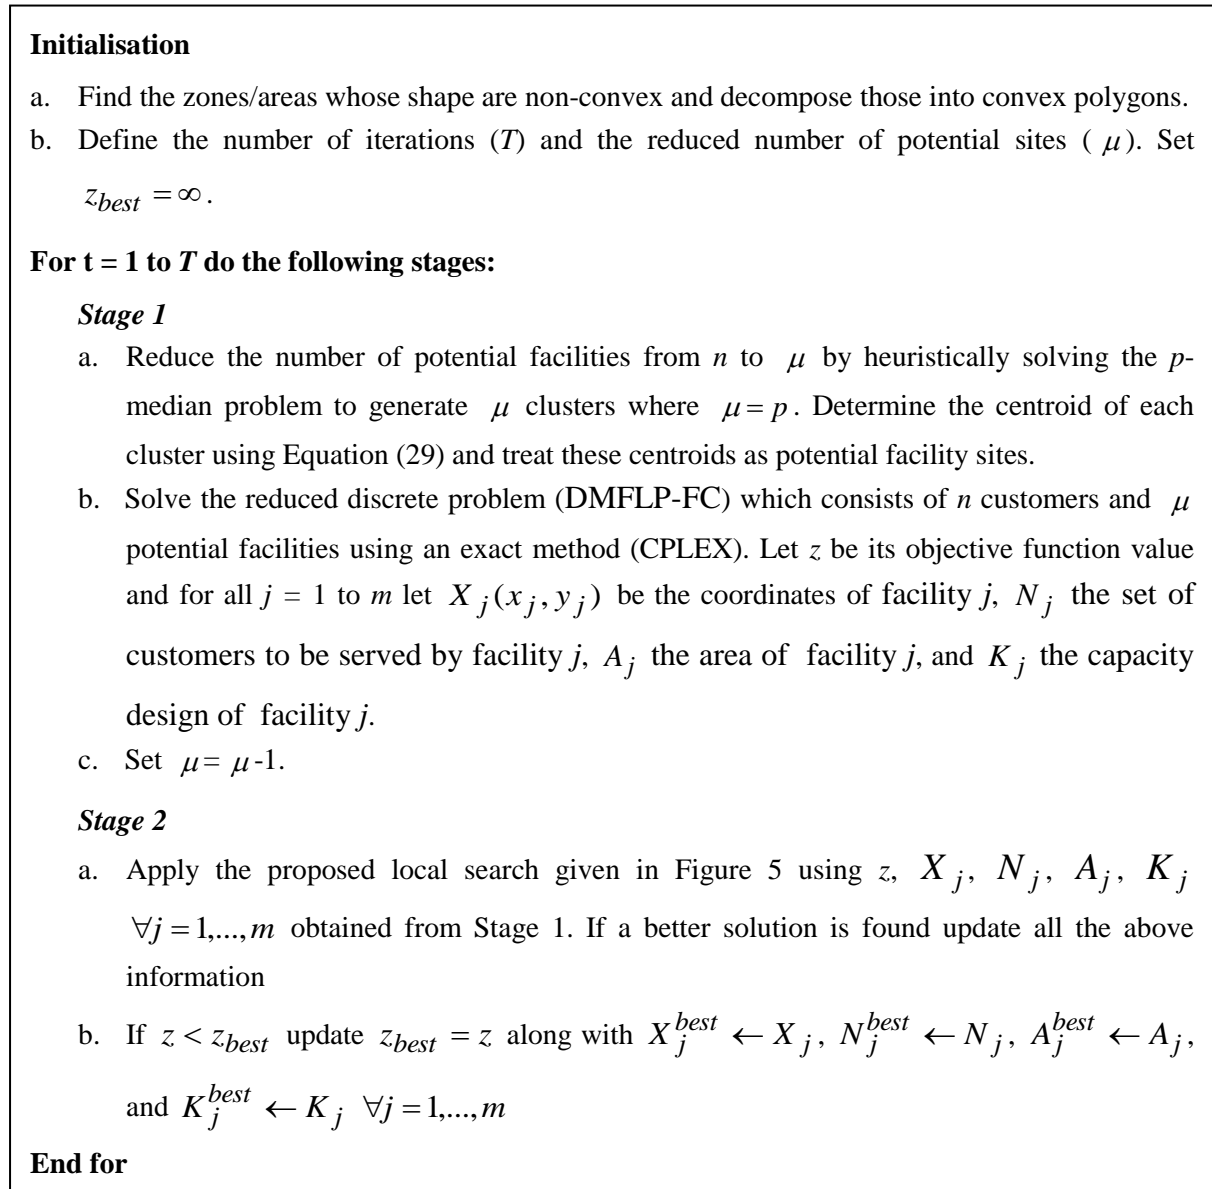 Initialisation
a. Find the zones/areas whose shape are non-convex and decompose those into convex polygons.
b. Define the number of iterations (T) and the reduced number of potential sites ( μ). Set
z_best = ∞.
For t = 1 to T do the following stages:
Stage 1
a. Reduce the number of potential facilities from n to μ by heuristically solving the p-
median problem to generate μ clusters where μ = p. Determine the centroid of each
cluster using Equation (29) and treat these centroids as potential facility sites.
b. Solve the reduced discrete problem (DMFLP-FC) which consists of n customers and μ
potential facilities using an exact method (CPLEX). Let z be its objective function value
and for all j = 1 to m let X_j(x_j, y_j) be the coordinates of facility j, N_j the set of
customers to be served by facility j, A_j the area of facility j, and K_j the capacity
design of facility j.
c. Set μ = μ-1.
Stage 2
a. Apply the proposed local search given in Figure 5 using z, X_j, N_j, A_j, K_j
∀j = 1,...,m obtained from Stage 1. If a better solution is found update all the above
information
b. If z < z_best update z_best = z along with X_j^best ← X_j, N_j^best ← N_j, A_j^best ← A_j,
and K_j^best ← K_j ∀j = 1,...,m
End for